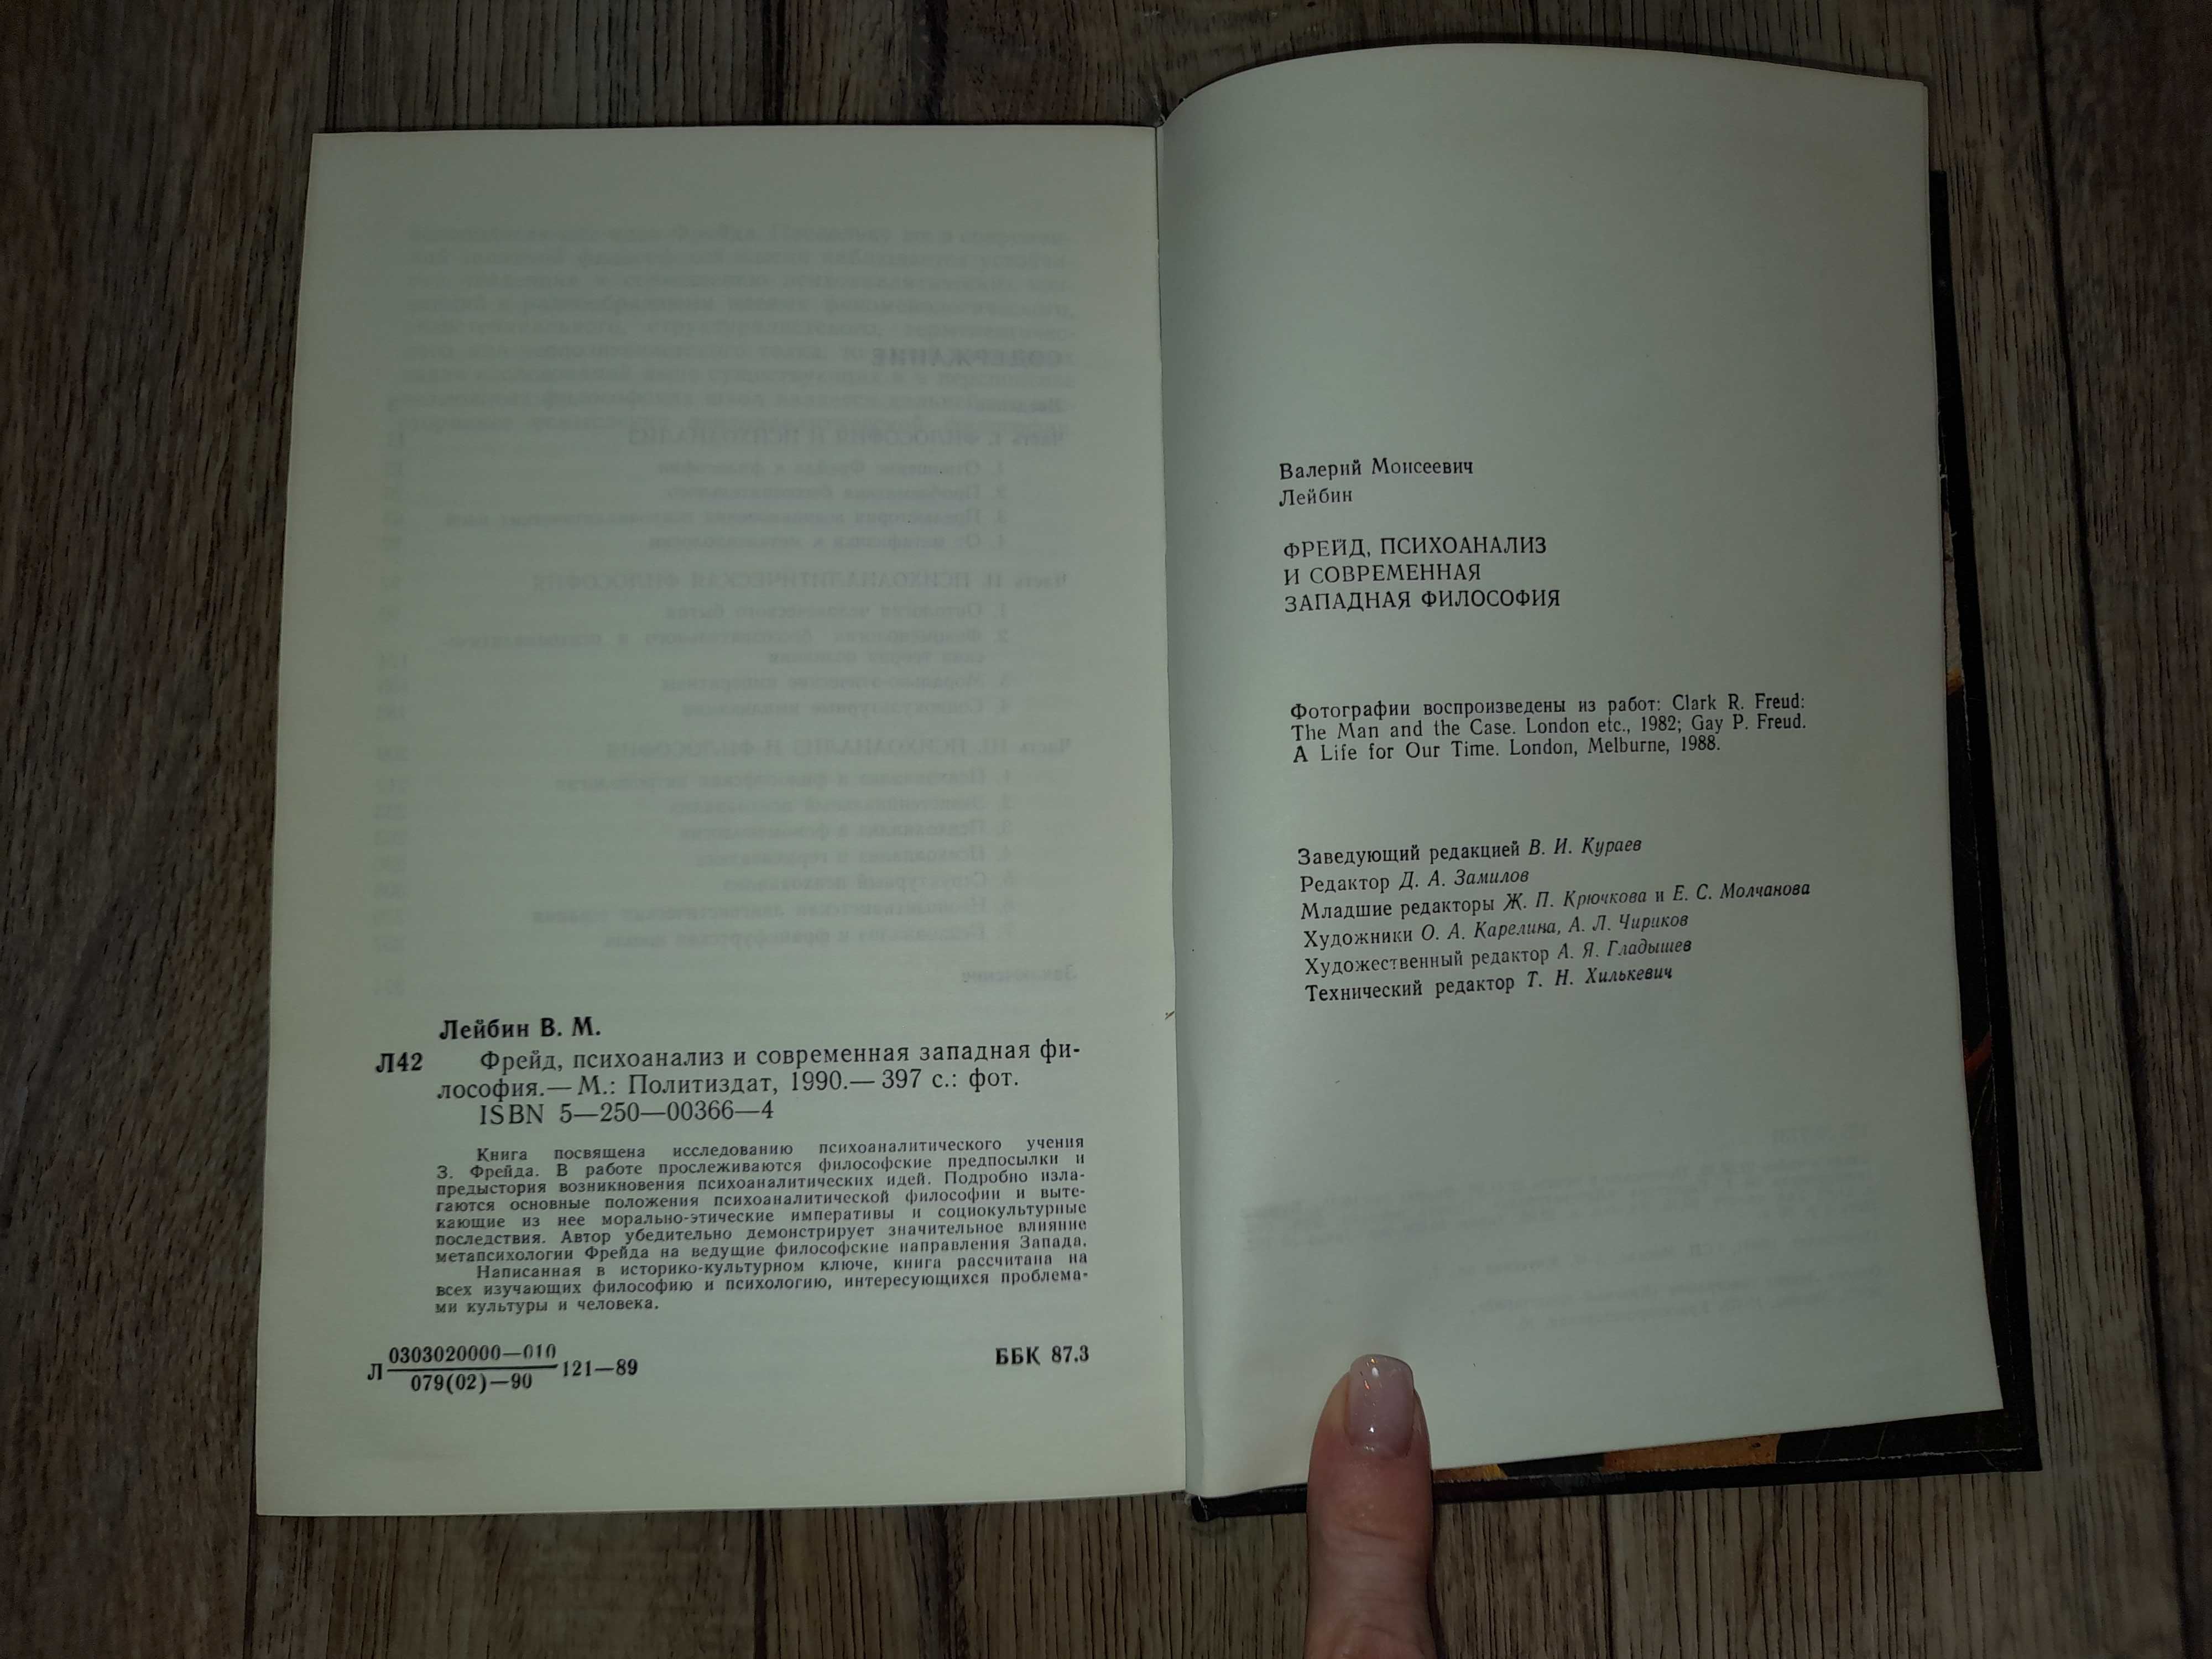 Лейбин В. М.
Л42 Фрейд, психоанализ и современная западная фи-
лософия.— М.: Политиздат, 1990.— 397 с.: фот.
ISBN 5—250—00366—4
Книга посвящена исследованию психоаналитического учения
З. Фрейда. В работе прослеживаются философские предпосылки и
предыстория возникновения психоаналитических идей. Подробно изла-
гаются основные положения психоаналитической философии и выте-
кающие из нее морально-этические императивы и социокультурные
последствия. Автор убедительно демонстрирует значительное влияние
метапсихологии Фрейда на ведущие философские направления Запада.
Написанная в историко-культурном ключе, книга рассчитана на
всех изучающих философию и психологию, интересующихся проблема-
ми культуры и человека.
0303020000—010
Л 121—89
079(02)—90
ББК 87.3
Валерий Моисеевич
Лейбин
ФРЕЙД, ПСИХОАНАЛИЗ
И СОВРЕМЕННАЯ
ЗАПАДНАЯ ФИЛОСОФИЯ
Фотографии воспроизведены из работ: Clark R. Freud:
The Man and the Case. London etc., 1982; Gay P. Freud.
A Life for Our Time. London, Melburne, 1988.
Заведующий редакцией В. И. Кураев
Редактор Д. А. Замилов
Младшие редакторы Ж. П. Крючкова и Е. С. Молчанова
Художники О. А. Карелина, А. Л. Чириков
Художественный редактор А. Я. Гладышев
Технический редактор Т. Н. Хилькевич